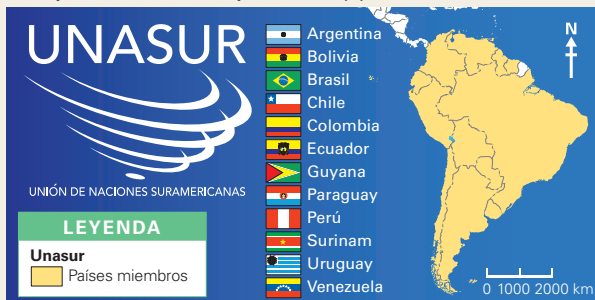 UNASUR
UNIÓN DE NACIONES SURAMERICANAS
LEYENDA
Unasur
Países miembros
Argentina
Bolivia
Brasil
Chile
Colombia
Ecuador
Guyana
Paraguay
Perú
Surinam
Uruguay
Venezuela
N
0 1000 2000 km